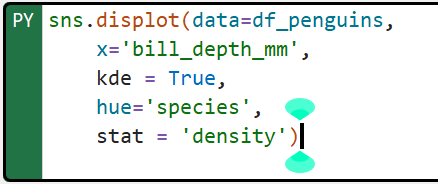 PY sns.displot(data=df_penguins,
x='bill_depth_mm',
kde = True,
hue='species',
stat = 'density')